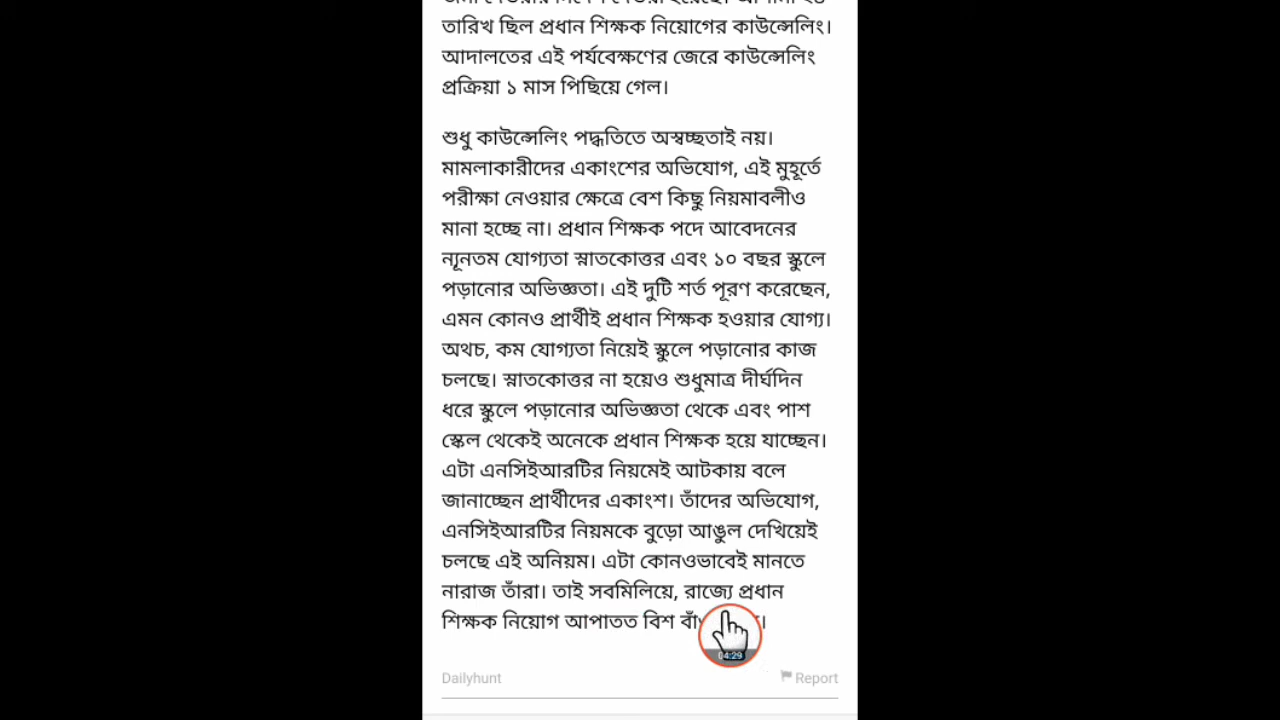 তারিখ ছিল প্রধান শিক্ষক নিয়োগের কাউন্সেলিং।
আদালতের এই পর্যবেক্ষণের জেরে কাউন্সেলিং
প্রক্রিয়া ১ মাস পিছিয়ে গেল।
শুধু কাউন্সেলিং পদ্ধতিতে অস্বচ্ছতাই নয়।
মামলাকারীদের একাংশের অভিযোগ, এই মুহূর্তে
পরীক্ষা নেওয়ার ক্ষেত্রে বেশ কিছু নিয়মাবলীও
মানা হচ্ছে না। প্রধান শিক্ষক পদে আবেদনের
ন্যূনতম যোগ্যতা স্নাতকোত্তর এবং ১০ বছর স্কুলে
পড়ানোর অভিজ্ঞতা। এই দুটি শর্ত পূরণ করেছেন,
এমন কোনও প্রার্থীই প্রধান শিক্ষক হওয়ার যোগ্য।
অথচ, কম যোগ্যতা নিয়েই স্কুলে পড়ানোর কাজ
চলছে। স্নাতকোত্তর না হয়েও শুধুমাত্র দীর্ঘদিন
ধরে স্কুলে পড়ানোর অভিজ্ঞতা থেকে এবং পাশ
স্কেল থেকেই অনেকে প্রধান শিক্ষক হয়ে যাচ্ছেন।
এটা এনসিইআরটির নিয়মেই আটকায় বলে
জানাচ্ছেন প্রার্থীদের একাংশ। তাঁদের অভিযোগ,
এনসিইআরটির নিয়মকে বুড়ো আঙুল দেখিয়েই
চলছে এই অনিয়ম। এটা কোনওভাবেই মানতে
নারাজ তাঁরা। তাই সবমিলিয়ে, রাজ্যে প্রধান
শিক্ষক নিয়োগ আপাতত বিশ
04:29
Dailyhunt
Report